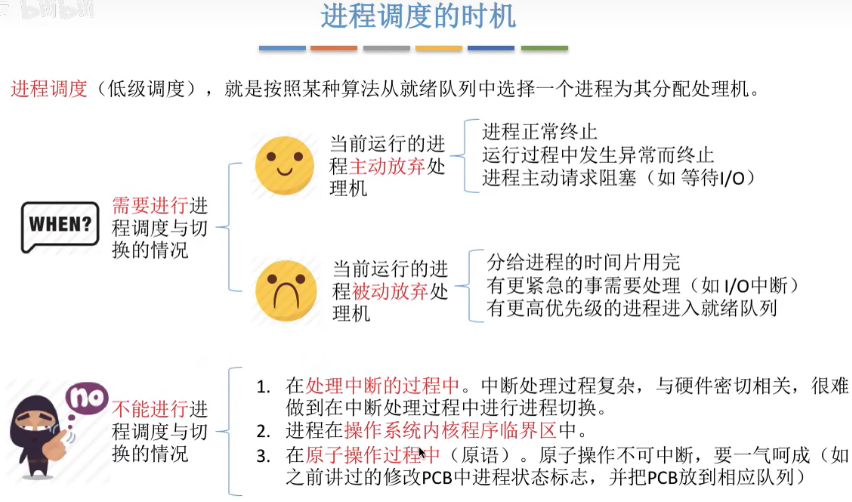 bilibili
进程调度的时机
进程调度（低级调度），就是按照某种算法从就绪队列中选择一个进程为其分配处理机。
WHEN?
需要进行进
程调度与切
换的情况
当前运行的进
程主动放弃处
理机
进程正常终止
运行过程中发生异常而终止
进程主动请求阻塞（如 等待I/O）
当前运行的进
程被动放弃处
理机
分给进程的时间片用完
有更紧急的事需要处理（如 I/O中断）
有更高优先级的进程进入就绪队列
no
不能进行进
程调度与切
换的情况
1. 在处理中断的过程中。中断处理过程复杂，与硬件密切相关，很难
做到在中断处理过程中进行进程切换。
2. 进程在操作系统内核程序临界区中。
3. 在原子操作过程中（原语）。原子操作不可中断，要一气呵成（如
之前讲过的修改PCB中进程状态标志，并把PCB放到相应队列）